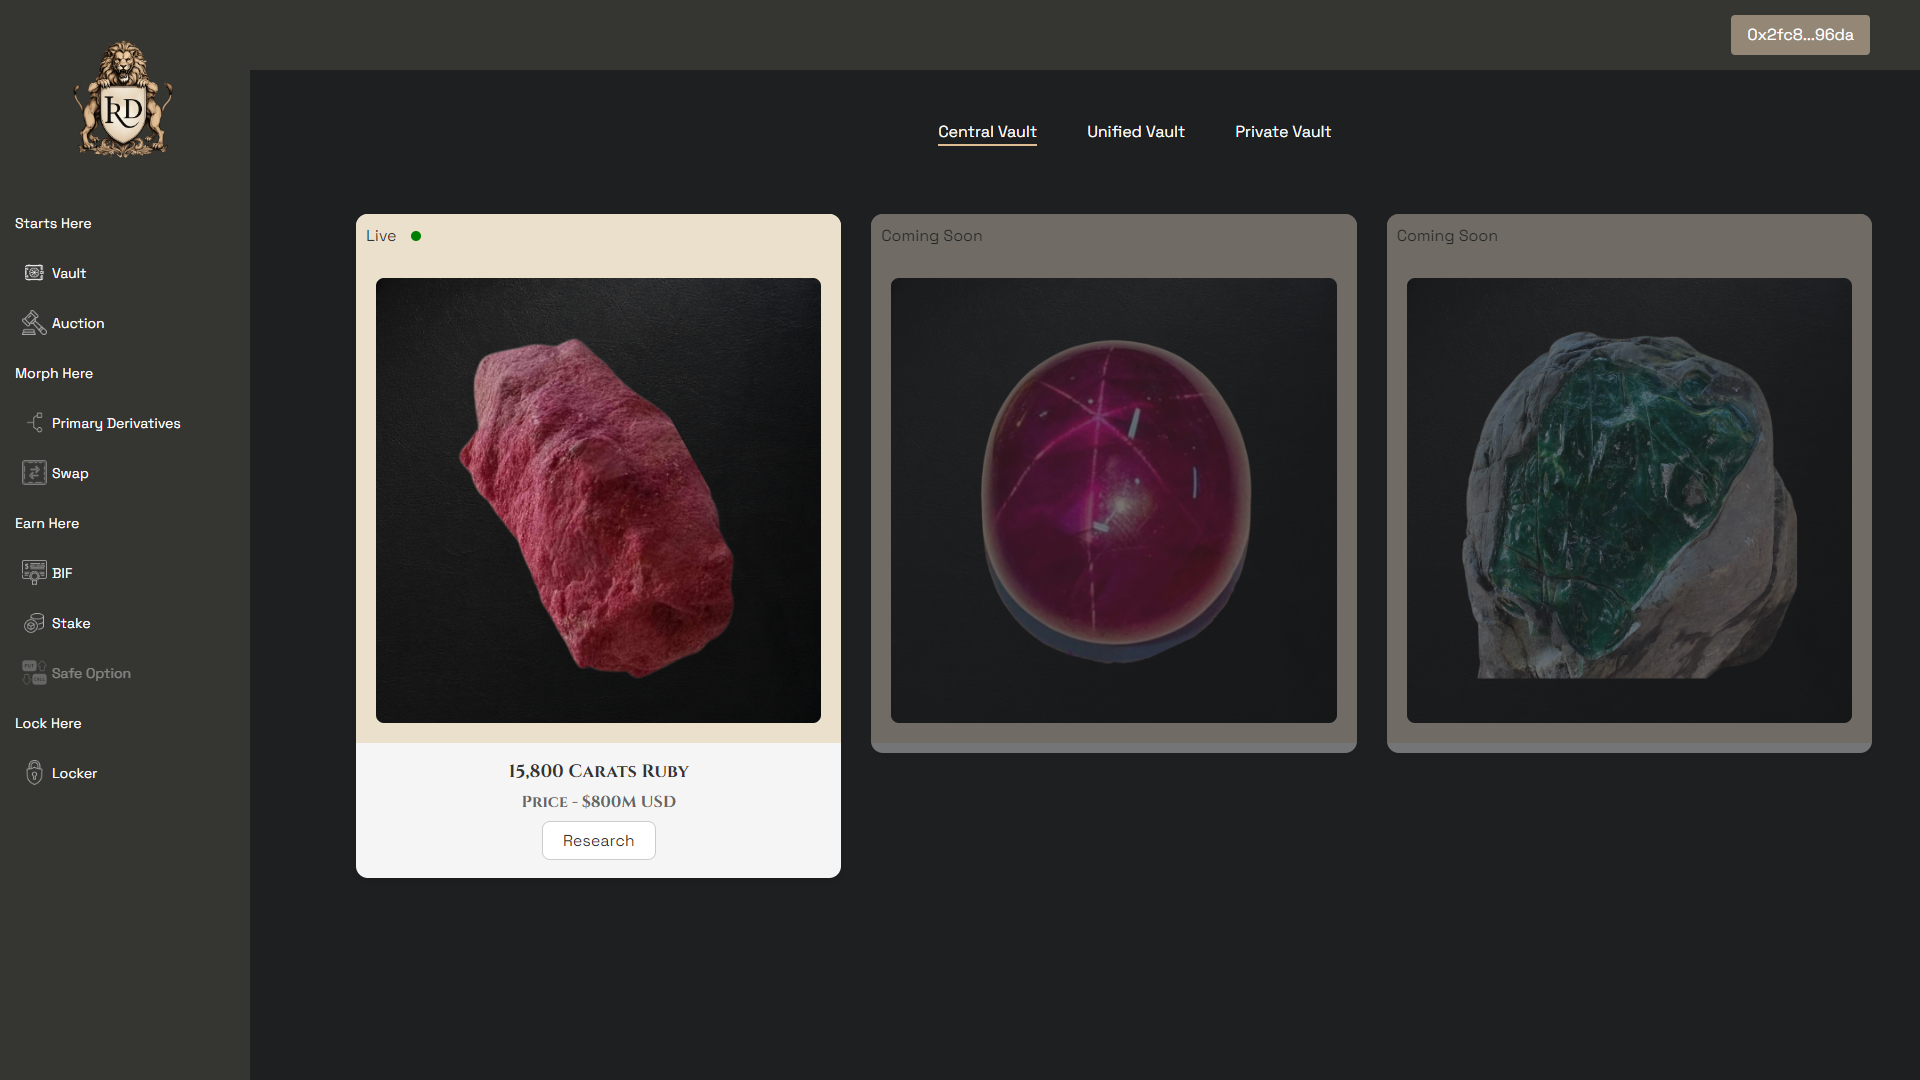 0x2fc8...96da
RD
Starts Here
Vault
Auction
Morph Here
Primary Derivatives
Swap
Earn Here
BIF
Stake
Safe Option
Lock Here
Locker
Central Vault
Unified Vault
Private Vault
Live
15,800 Carats Ruby
Price - $800M USD
Research
Coming Soon
Coming Soon